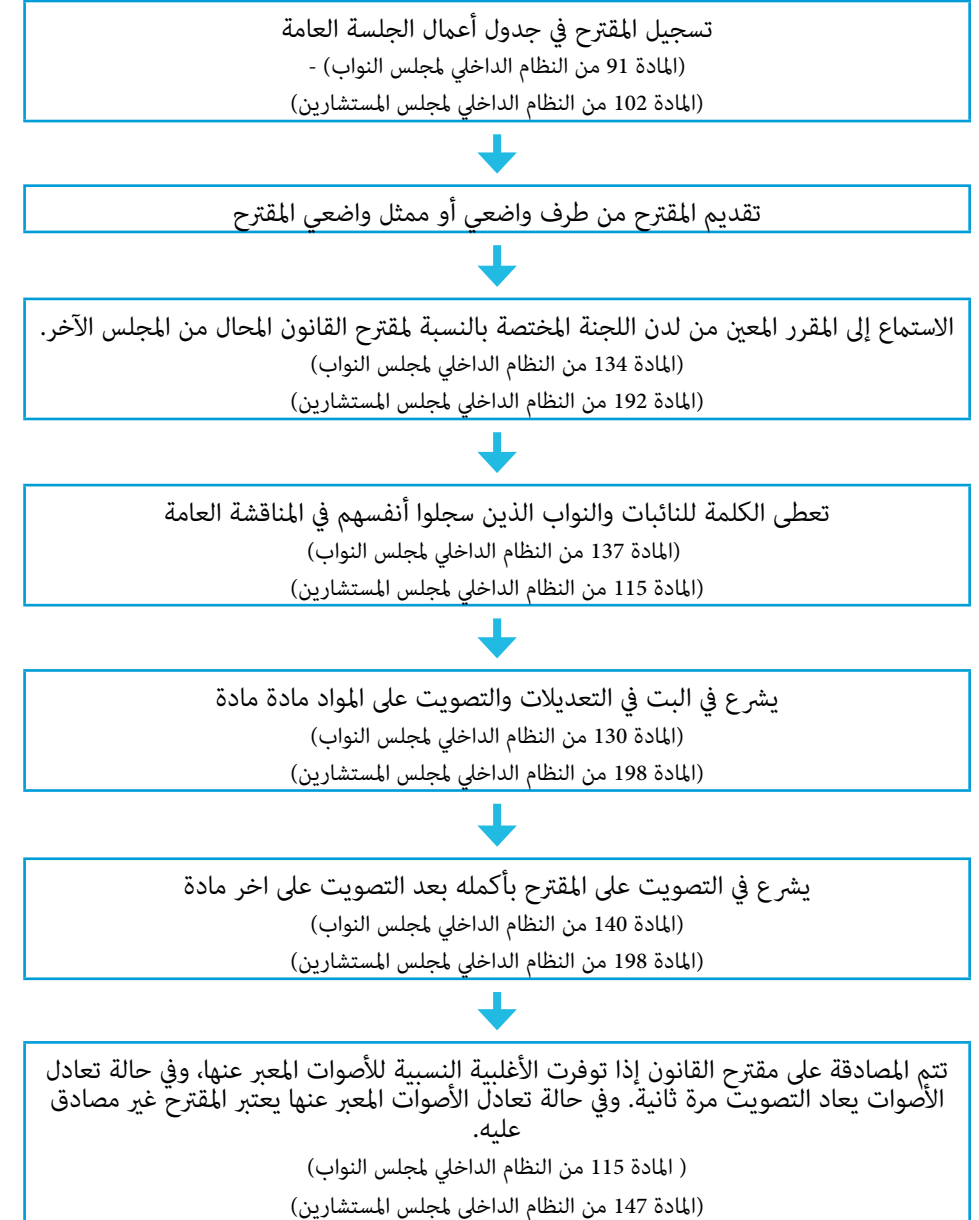 تسجيل المقترح في جدول أعمال الجلسة العامة
(المادة 91 من النظام الداخلي لمجلس النواب) -
(المادة 102 من النظام الداخلي لمجلس المستشارين)
تقديم المقترح من طرف واضعي أو ممثل واضعي المقترح
الاستماع إلى المقرر المعين من لدن اللجنة المختصة بالنسبة لمقترح القانون المحال من المجلس الآخر.
(المادة 134 من النظام الداخلي لمجلس النواب)
(المادة 192 من النظام الداخلي لمجلس المستشارين)
تعطى الكلمة للنائبات والنواب الذين سجلوا أنفسهم في المناقشة العامة
(المادة 137 من النظام الداخلي لمجلس النواب)
(المادة 115 من النظام الداخلي لمجلس المستشارين)
يشرع في البت في التعديلات والتصويت على المواد مادة مادة
(المادة 130 من النظام الداخلي لمجلس النواب)
(المادة 198 من النظام الداخلي لمجلس المستشارين)
يشرع في التصويت على المقترح بأكمله بعد التصويت على اخر مادة
(المادة 140 من النظام الداخلي لمجلس النواب)
(المادة 198 من النظام الداخلي لمجلس المستشارين)
تتم المصادقة على مقترح القانون إذا توفرت الأغلبية النسبية للأصوات المعبر عنها، وفي حالة تعادل
الأصوات يعاد التصويت مرة ثانية. وفي حالة تعادل الأصوات المعبر عنها يعتبر المقترح غير مصادق
عليه.
( المادة 115 من النظام الداخلي لمجلس النواب)
(المادة 147 من النظام الداخلي لمجلس المستشارين)